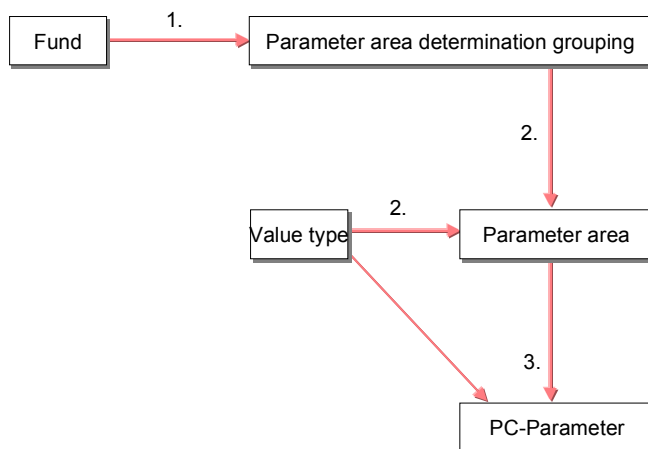 1.
Fund
Parameter area determination grouping
2.
2.
Value type
Parameter area
3.
PC-Parameter